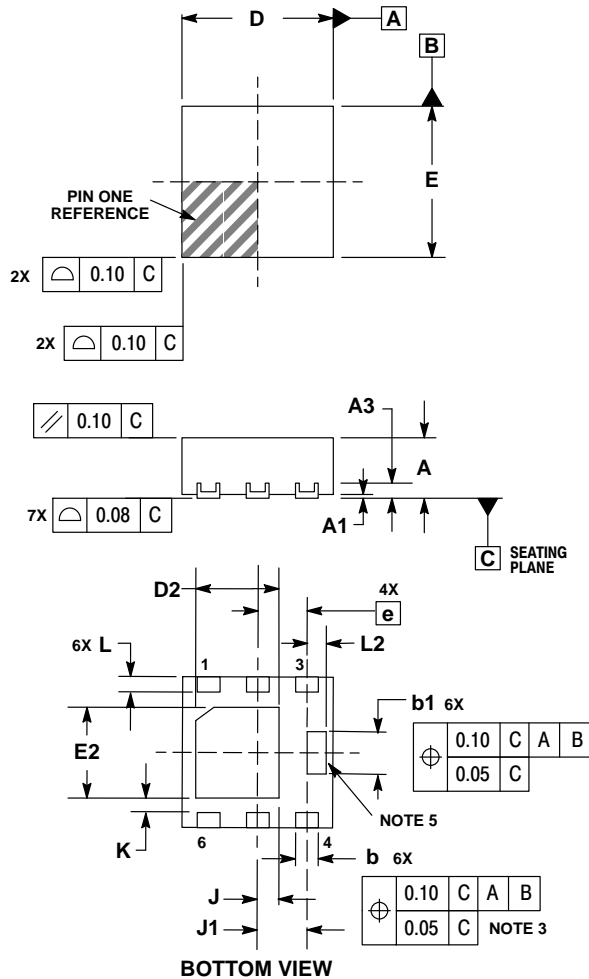 D
A
B
E
PIN ONE
REFERENCE
2X 0.10 C
2X 0.10 C
0.10 C
A3
A
7X 0.08 C
A1
C SEATING
PLANE
D2
4X
e
6X L
L2
1 3
b1 6X
0.10 C A B
0.05 C
E2
NOTE 5
K
6 4
b 6X
0.10 C A B
0.05 C NOTE 3
J
J1
BOTTOM VIEW